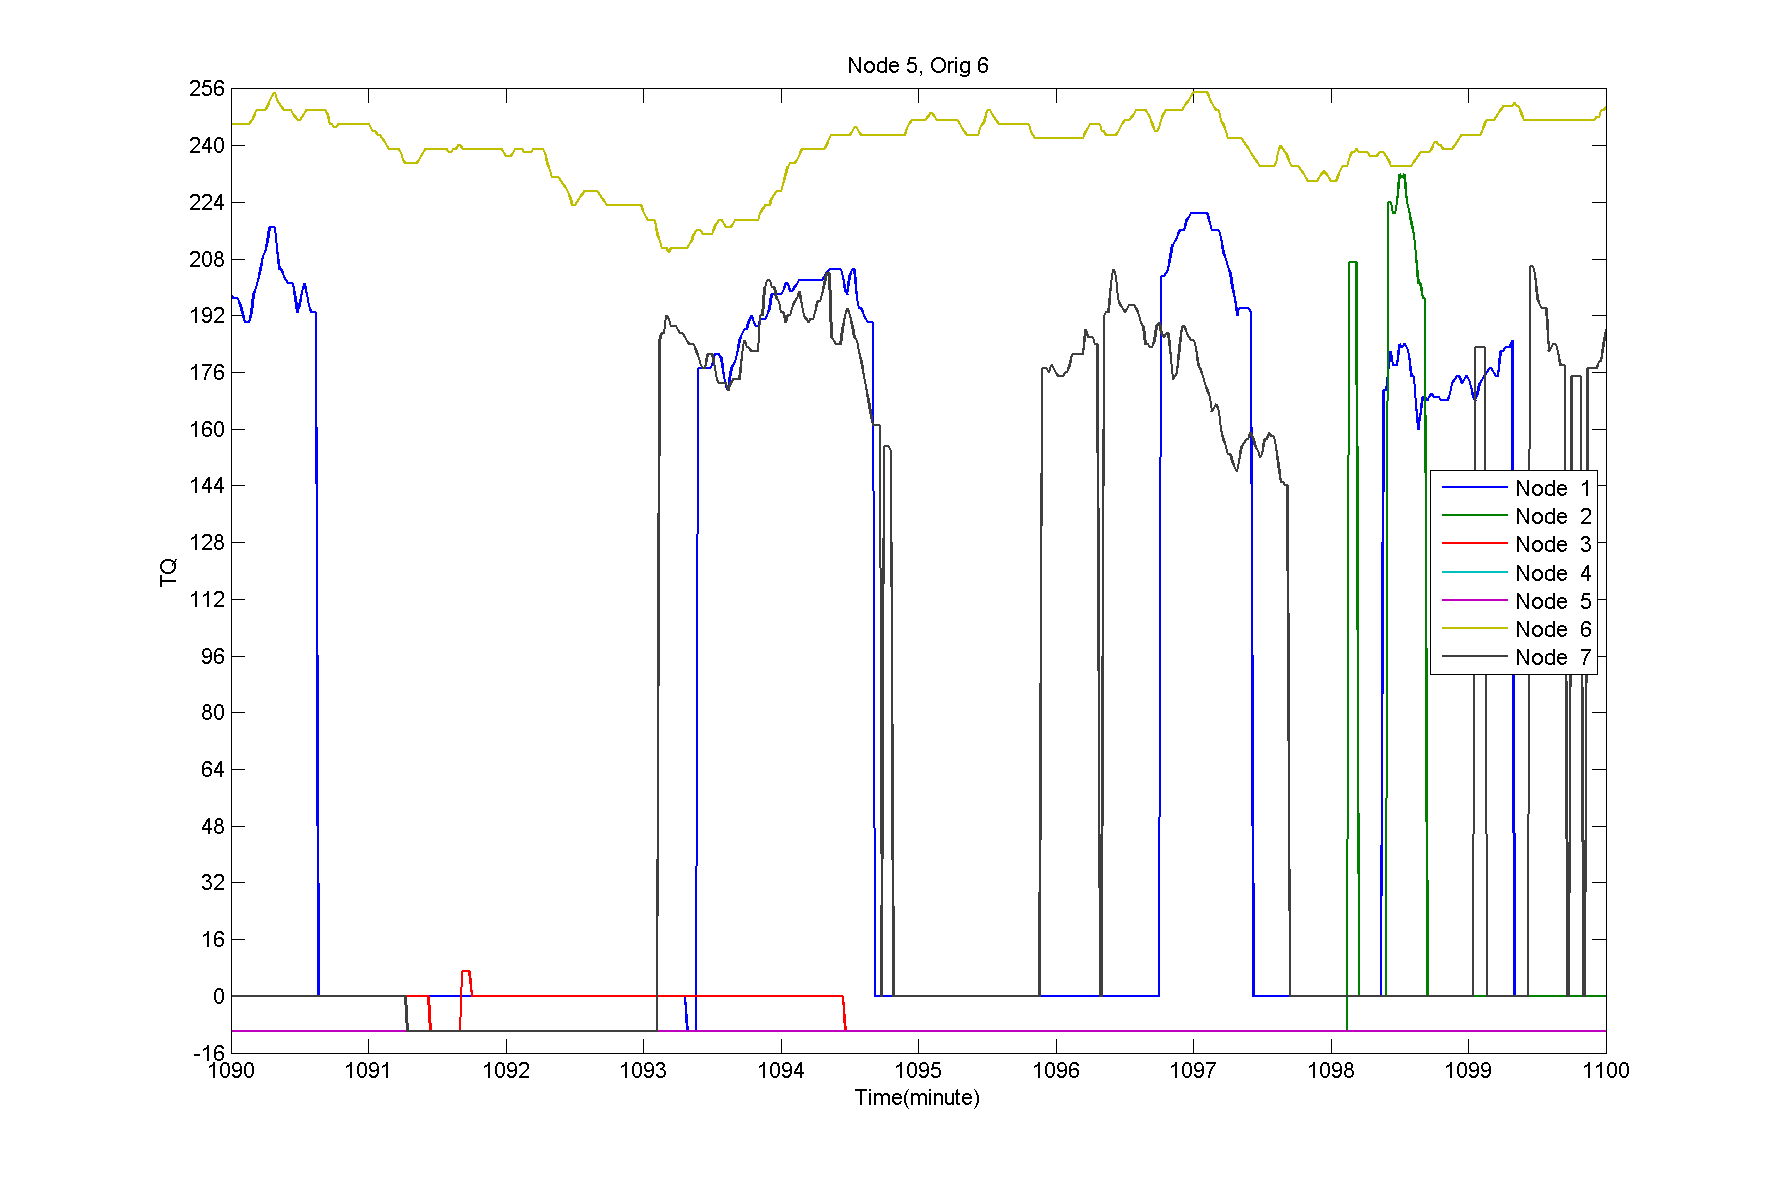 Node 5, Orig 6
256
240
224
208
192
176
160
144
128
112
96
80
64
48
32
16
0
-16
TQ
Node 1
Node 2
Node 3
Node 4
Node 5
Node 6
Node 7
1090 1091 1092 1093 1094 1095 1096 1097 1098 1099 1100
Time(minute)